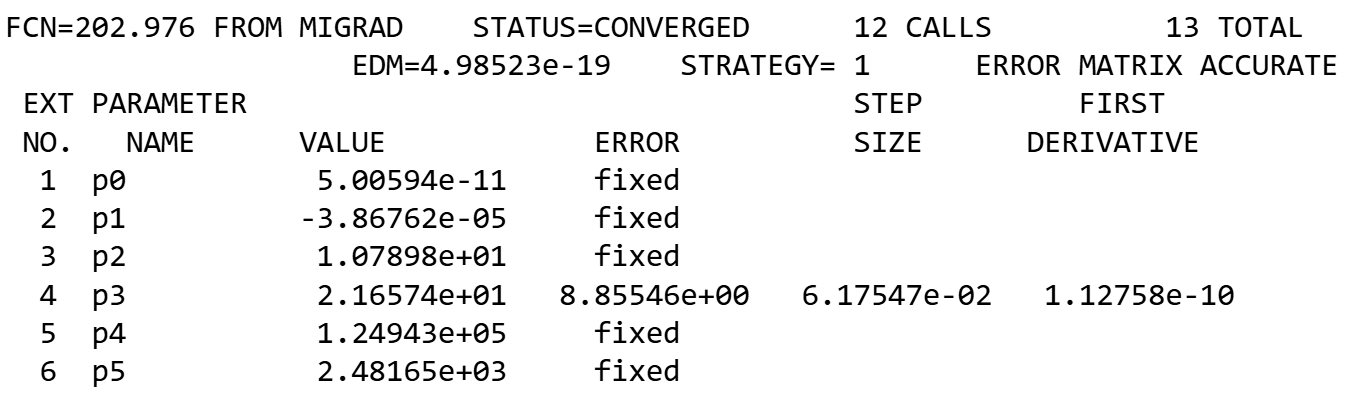 FCN=202.976 FROM MIGRAD    STATUS=CONVERGED      12 CALLS          13 TOTAL
                    EDM=4.98523e-19    STRATEGY= 1      ERROR MATRIX ACCURATE
 EXT PARAMETER                                   STEP         FIRST
 NO.   NAME      VALUE            ERROR          SIZE      DERIVATIVE
  1  p0           5.00594e-11     fixed
  2  p1          -3.86762e-05     fixed
  3  p2           1.07898e+01     fixed
  4  p3           2.16574e+01   8.85546e+00   6.17547e-02   1.12758e-10
  5  p4           1.24943e+05     fixed
  6  p5           2.48165e+03     fixed